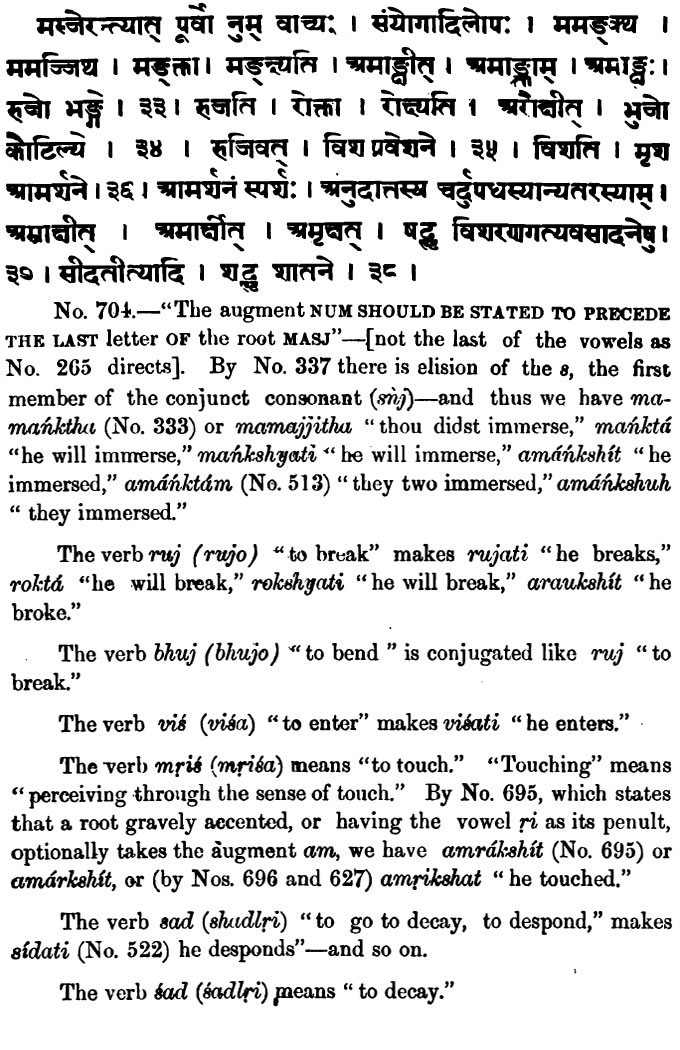 मस्जेरन्त्यात् पूर्वो नुम् वाच्यः । संयोगादिलोपः । ममङ्क्थ ।
ममज्जिथ । मङ्क्ता । मङ्क्ष्यति । अमाङ्क्षीत् । अमाङ्क्ताम् । अमाङ्क्षुः ।
रुजो भङ्गे । ३३ । रुजति । रोक्ता । रोक्ष्यति । अरौक्षीत् । भुजो
कौटिल्ये । ३४ । रुजिवत् । विश प्रवेशने । ३५ । विशति । मृश
आमर्शने । ३६ । आमर्शनं स्पर्शः । अनुदात्तस्य चर्दुपधस्यान्यतरस्याम् ।
अम्राक्षीत् । अमार्क्षीत् । अमृक्षत् । षद्लृ विशरणगत्यवसादनेषु ।
३७ । सीदतीत्यादि । शद्लृ शातने । ३८ ।
No. 704.—“The augment NUM SHOULD BE STATED TO PRECEDE
THE LAST letter OF the root MASJ”—[not the last of the vowels as
No. 265 directs]. By No. 337 there is elision of the s, the first
member of the conjunct consonant (sṅj)—and thus we have ma-
mańktha (No. 333) or mamajjitha “thou didst immerse,” mańktá
“he will immerse,” mańkshyati “he will immerse,” amáńkshít “he
immersed,” amáńktám (No. 513) “they two immersed,” amáńkshuh
“they immersed.”
The verb ruj (rujo) “to break” makes rujati “he breaks,”
roktá “he will break,” rokshyati “he will break,” araukshít “he
broke.”
The verb bhuj (bhujo) “to bend” is conjugated like ruj “to
break.”
The verb viś (viśa) “to enter” makes viśati “he enters.”
The verb mṛiś (mṛiśa) means “to touch.” “Touching” means
“perceiving through the sense of touch.” By No. 695, which states
that a root gravely accented, or having the vowel ṛi as its penult,
optionally takes the augment am, we have amrákshít (No. 695) or
amárkshít, or (by Nos. 696 and 627) amṛikshat “he touched.”
The verb sad (shadlṛi) “to go to decay, to despond,” makes
sídati (No. 522) he desponds”—and so on.
The verb śad (śadlṛi) means “to decay.”